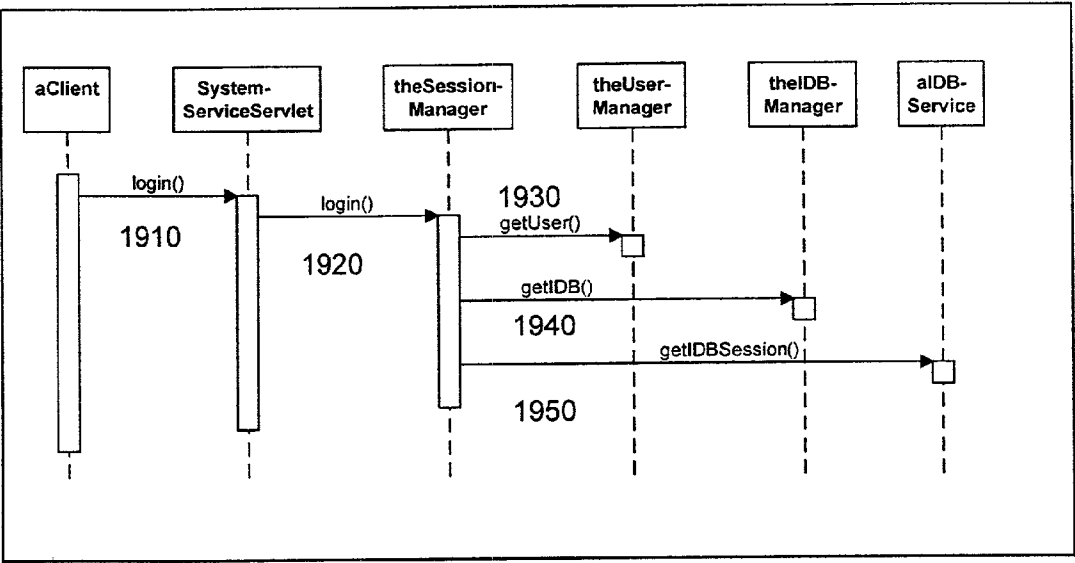 aClient
System-
ServiceServlet
theSession-
Manager
theUser-
Manager
theIDB-
Manager
aIDB-
Service
login()
1910
login()
1920
1930
getUser()
getIDB()
1940
getIDBSession()
1950